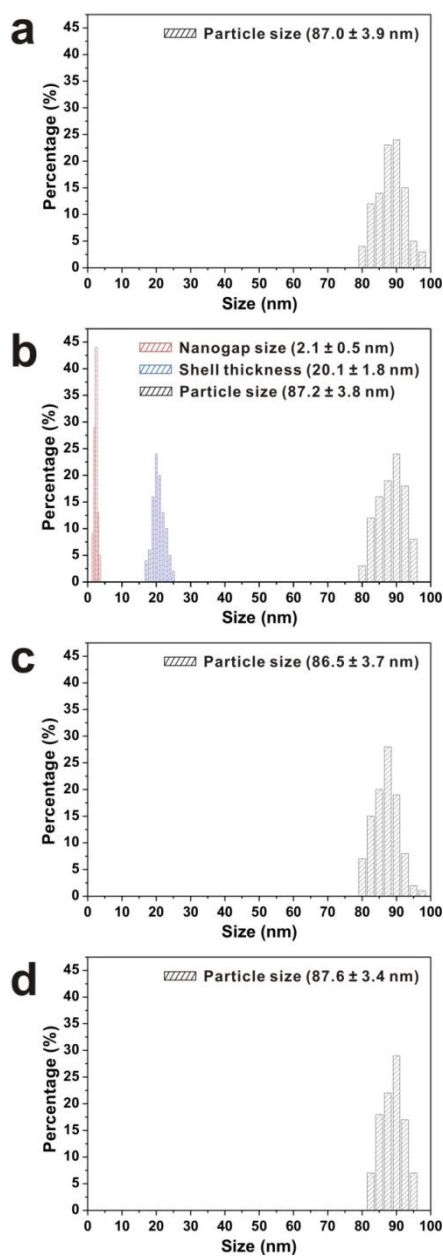 a
Particle size (87.0 ± 3.9 nm)
45
40
35
30
25
20
15
10
5
0
Percentage (%)
0 10 20 30 40 50 60 70 80 90 100
Size (nm)
b
Nanogap size (2.1 ± 0.5 nm)
Shell thickness (20.1 ± 1.8 nm)
Particle size (87.2 ± 3.8 nm)
45
40
35
30
25
20
15
10
5
0
Percentage (%)
0 10 20 30 40 50 60 70 80 90 100
Size (nm)
c
Particle size (86.5 ± 3.7 nm)
45
40
35
30
25
20
15
10
5
0
Percentage (%)
0 10 20 30 40 50 60 70 80 90 100
Size (nm)
d
Particle size (87.6 ± 3.4 nm)
45
40
35
30
25
20
15
10
5
0
Percentage (%)
0 10 20 30 40 50 60 70 80 90 100
Size (nm)